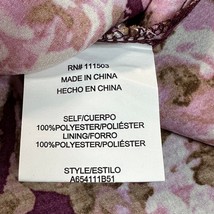 RN# 111503
MADE IN CHINA
HECHO EN CHINA
SELF/CUERPO
100%POLYESTER/POLIÉSTER
LINING/FORRO
100%POLYESTER/POLIÉSTER
STYLE/ESTILO
A654111B51